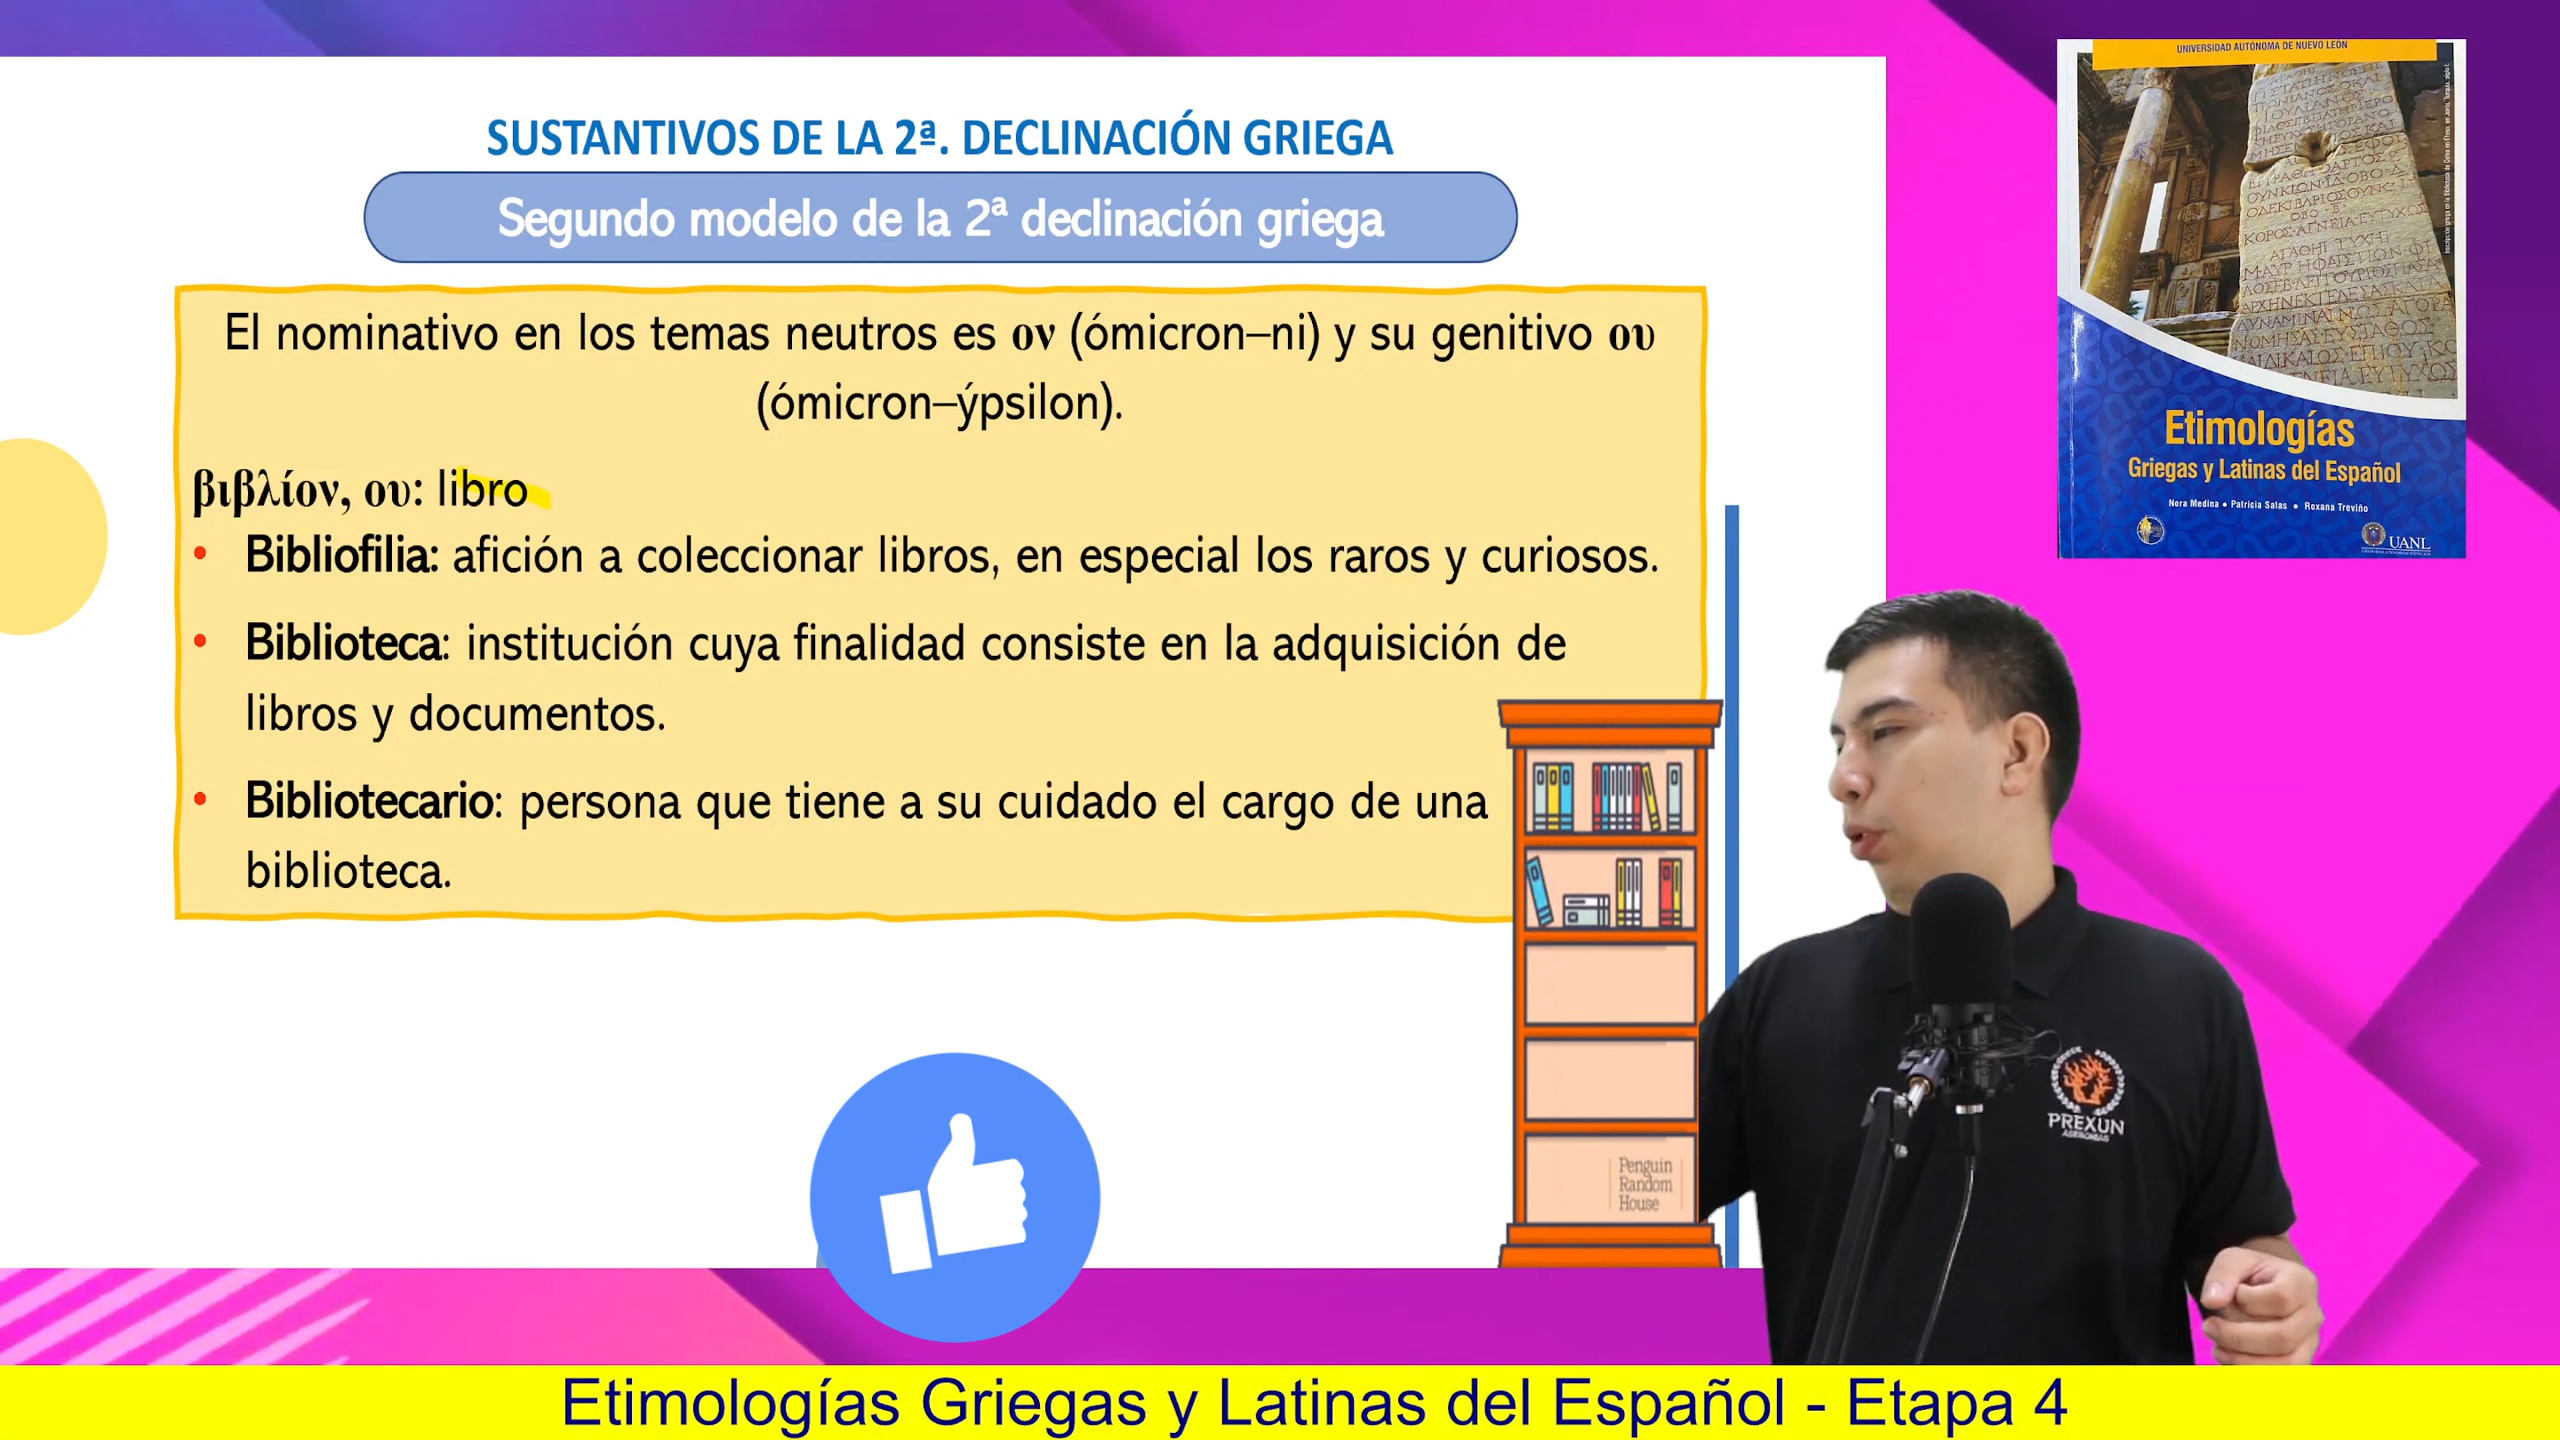 SUSTANTIVOS DE LA 2ª. DECLINACIÓN GRIEGA
Segundo modelo de la 2ª declinación griega
El nominativo en los temas neutros es ον (ómicron–ni) y su genitivo ου
(ómicron–ýpsilon).
βιβλίον, ου: libro
• Bibliofilia: afición a coleccionar libros, en especial los raros y curiosos.
• Biblioteca: institución cuya finalidad consiste en la adquisición de
libros y documentos.
• Bibliotecario: persona que tiene a su cuidado el cargo de una
biblioteca.
Penguin
Random
House
UNIVERSIDAD AUTÓNOMA DE NUEVO LEÓN
Etimologías
Griegas y Latinas del Español
Nora Medina • Patricia Salas • Roxana Treviño
UANL
PREXUN
ASESORIAS
Etimologías Griegas y Latinas del Español - Etapa 4